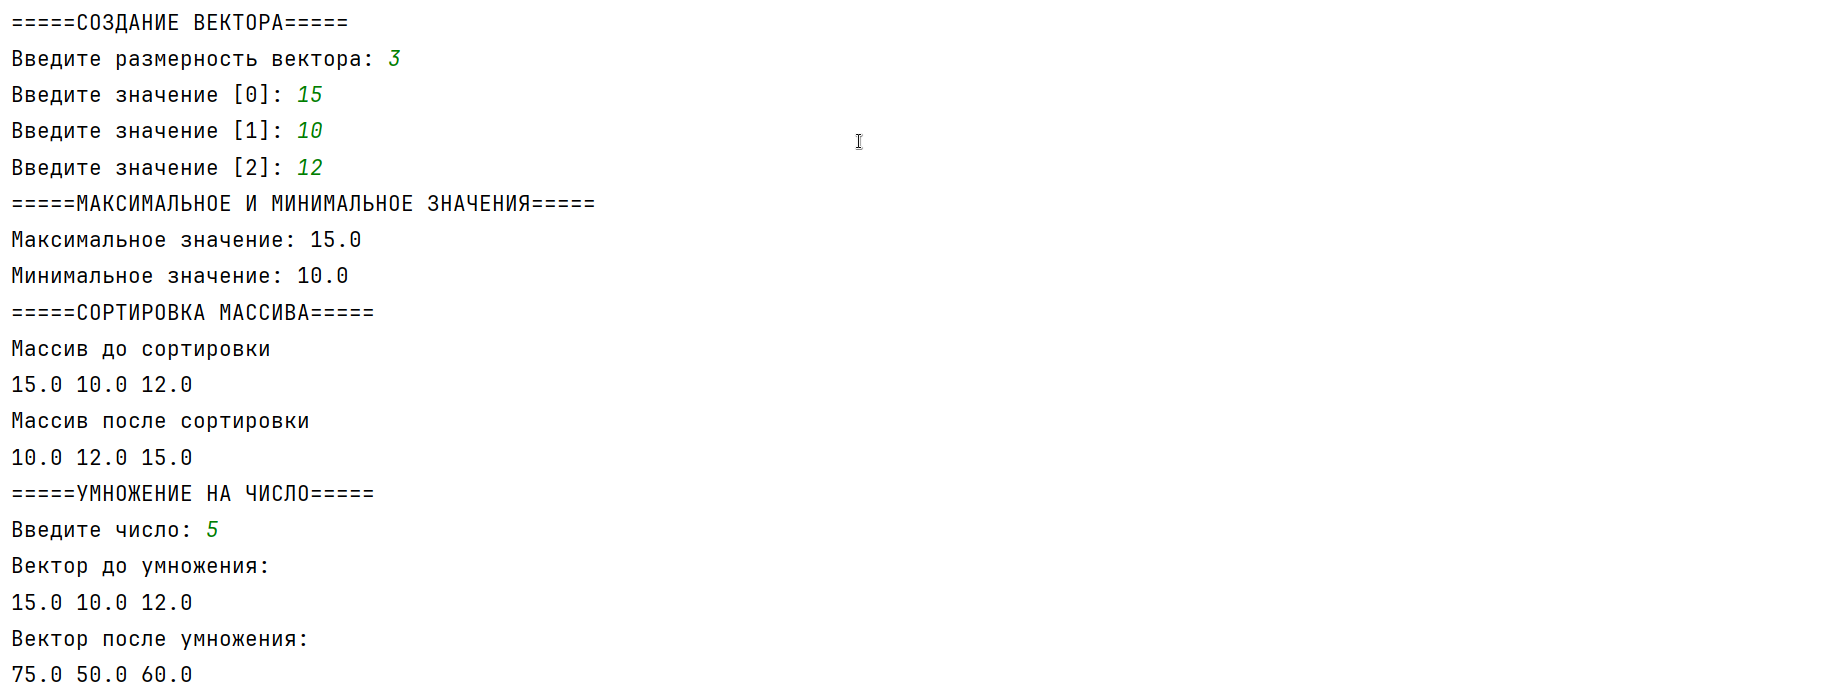 =====СОЗДАНИЕ ВЕКТОРА=====
Введите размерность вектора: 3
Введите значение [0]: 15
Введите значение [1]: 10
Введите значение [2]: 12
=====МАКСИМАЛЬНОЕ И МИНИМАЛЬНОЕ ЗНАЧЕНИЯ=====
Максимальное значение: 15.0
Минимальное значение: 10.0
=====СОРТИРОВКА МАССИВА=====
Массив до сортировки
15.0 10.0 12.0
Массив после сортировки
10.0 12.0 15.0
=====УМНОЖЕНИЕ НА ЧИСЛО=====
Введите число: 5
Вектор до умножения:
15.0 10.0 12.0
Вектор после умножения:
75.0 50.0 60.0